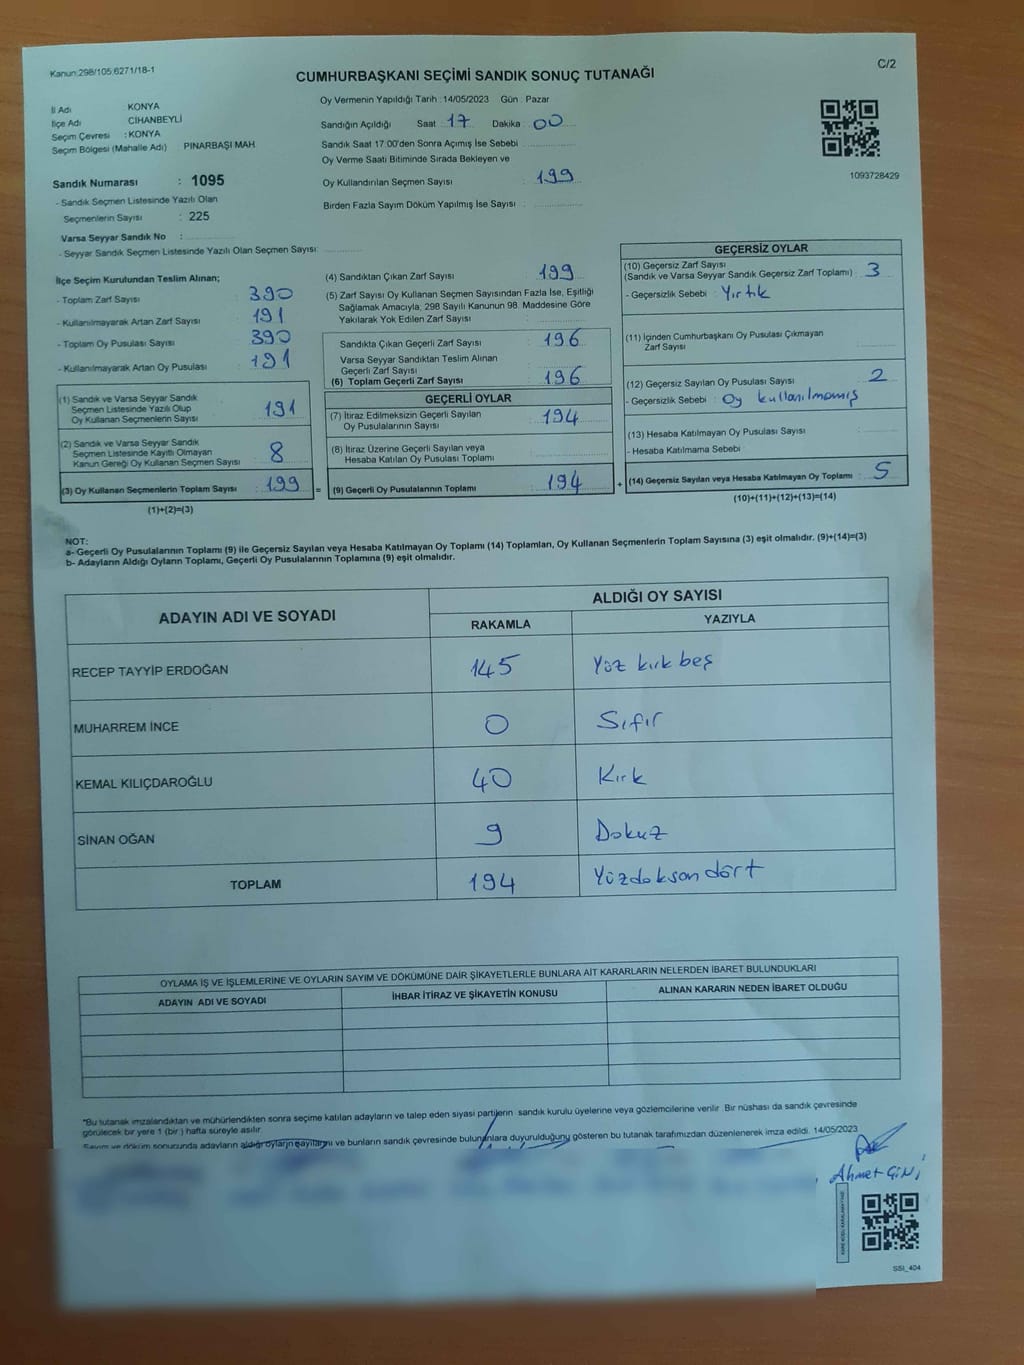 Kanun:298/105;6271/18-1
C/2
CUMHURBAŞKANI SEÇİMİ SANDIK SONUÇ TUTANAĞI
İl Adı KONYA
İlçe Adı CİHANBEYLİ
Seçim Çevresi : KONYA
Seçim Bölgesi (Mahalle Adı) PINARBAŞI MAH.
Oy Vermenin Yapıldığı Tarih : 14/05/2023 Gün : Pazar
Sandığın Açıldığı Saat 17 Dakika : 00
Sandık Saat 17:00'den Sonra Açımış İse Sebebi :
Oy Verme Saati Bitiminde Sırada Bekleyen ve
Oy Kullandırılan Seçmen Sayısı : 199
Birden Fazla Sayım Döküm Yapılmış İse Sayısı :
1093728429
Sandık Numarası : 1095
- Sandık Seçmen Listesinde Yazılı Olan
Seçmenlerin Sayısı : 225
Varsa Seyyar Sandık No :
- Seyyar Sandık Seçmen Listesinde Yazılı Olan Seçmen Sayısı:
İlçe Seçim Kurulundan Teslim Alınan;
- Toplam Zarf Sayısı : 390
- Kullanılmayarak Artan Zarf Sayısı : 191
- Toplam Oy Pusulası Sayısı : 390
- Kullanılmayarak Artan Oy Pusulası : 191
(1) Sandık ve Varsa Seyyar Sandık
Seçmen Listesinde Yazılı Olup
Oy Kullanan Seçmenlerin Sayısı : 191
(2) Sandık ve Varsa Seyyar Sandık
Seçmen Listesinde Kayıtlı Olmayan
Kanun Gereği Oy Kullanan Seçmen Sayısı : 8
(3) Oy Kullanan Seçmenlerin Toplam Sayısı : 199 =
(1)+(2)=(3)
(4) Sandıktan Çıkan Zarf Sayısı : 199
(5) Zarf Sayısı Oy Kullanan Seçmen Sayısından Fazla İse, Eşitliği
Sağlamak Amacıyla, 298 Sayılı Kanunun 98. Maddesine Göre
Yakılarak Yok Edilen Zarf Sayısı :
Sandıkta Çıkan Geçerli Zarf Sayısı : 196
Varsa Seyyar Sandıktan Teslim Alınan
Geçerli Zarf Sayısı :
(6) Toplam Geçerli Zarf Sayısı : 196
GEÇERLİ OYLAR
(7) İtiraz Edilmeksizin Geçerli Sayılan
Oy Pusulalarının Sayısı : 194
(8) İtiraz Üzerine Geçerli Sayılan veya
Hesaba Katılan Oy Pusulası Toplamı :
(9) Geçerli Oy Pusulalarının Toplamı : 194 +
GEÇERSİZ OYLAR
(10) Geçersiz Zarf Sayısı
(Sandık ve Varsa Seyyar Sandık Geçersiz Zarf Toplamı) : 3
- Geçersizlik Sebebi : Yırtık
(11) İçinden Cumhurbaşkanı Oy Pusulası Çıkmayan
Zarf Sayısı :
(12) Geçersiz Sayılan Oy Pusulası Sayısı : 2
- Geçersizlik Sebebi : Oy kullanılmamış
(13) Hesaba Katılmayan Oy Pusulası Sayısı :
- Hesaba Katılmama Sebebi
(14) Geçersiz Sayılan veya Hesaba Katılmayan Oy Toplamı : 5
(10)+(11)+(12)+(13)=(14)
NOT:
a- Geçerli Oy Pusulalarının Toplamı (9) ile Geçersiz Sayılan veya Hesaba Katılmayan Oy Toplamı (14) Toplamları, Oy Kullanan Seçmenlerin Toplam Sayısına (3) eşit olmalıdır. (9)+(14)=(3)
b- Adayların Aldığı Oyların Toplamı, Geçerli Oy Pusulalarının Toplamına (9) eşit olmalıdır.
ADAYIN ADI VE SOYADI
ALDIĞI OY SAYISI
RAKAMLA YAZIYLA
RECEP TAYYİP ERDOĞAN 145 Yüz kırk beş
MUHARREM İNCE 0 Sıfır
KEMAL KILIÇDAROĞLU 40 Kırk
SİNAN OĞAN 9 Dokuz
TOPLAM 194 Yüzdoksan dört
OYLAMA İŞ VE İŞLEMLERİNE VE OYLARIN SAYIM VE DÖKÜMÜNE DAİR ŞİKAYETLERLE BUNLARA AİT KARARLARIN NELERDEN İBARET BULUNDUKLARI
ADAYIN ADI VE SOYADI İHBAR İTİRAZ VE ŞİKAYETİN KONUSU ALINAN KARARIN NEDEN İBARET OLDUĞU
*Bu tutanak imzalandıktan ve mühürlendikten sonra seçime katılan adayların ve talep eden siyasi partilerin sandık kurulu üyelerine veya gözlemcilerine verilir. Bir nüshası da sandık çevresinde
görülecek bir yere 1 (bir) hafta süreyle asılır.
Sayım ve döküm sonucunda adayların aldığı oyların sayılarını ve bunların sandık çevresinde bulunanlara duyurulduğunu gösteren bu tutanak tarafımızdan düzenlenerek imza edildi. 14/05/2023
Ahmet
SSI_404